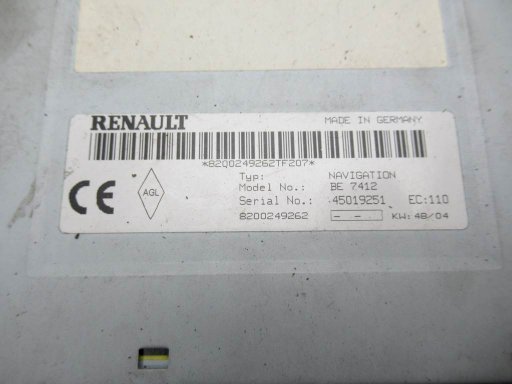 RENAULT MADE IN GERMANY
*8200249262TF207*
CE AGL
Typ: NAVIGATION
Model No.: BE 7412
Serial No.: 45019251 EC:110
8200249262 - - KW: 48/04